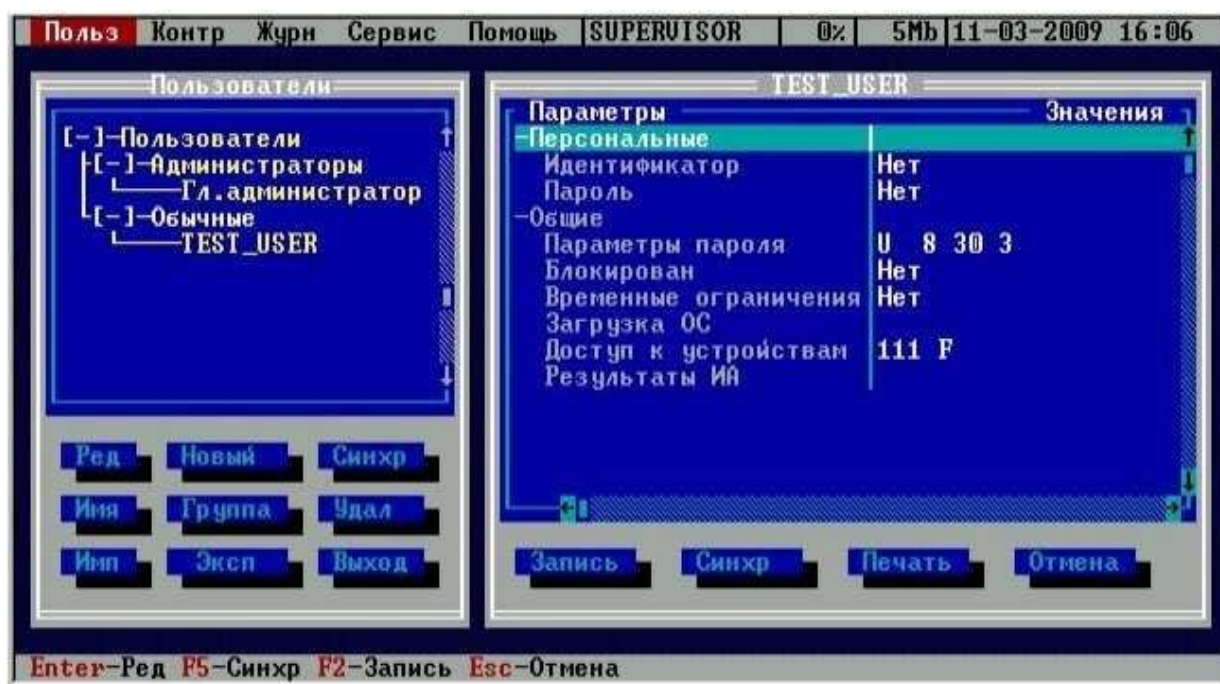 Польз Контр Журн Сервис Помощь SUPERVISOR 0% 5Mb 11-03-2009 16:06
Пользователи
[-]-Пользователи
[-]-Администраторы
Гл.администратор
[-]-Обычные
TEST_USER
Ред Новый Синхр
Имя Группа Удал
Имп Эксп Выход
TEST_USER
Параметры Значения
-Персональные
Идентификатор Нет
Пароль Нет
-Общие
Параметры пароля U 8 30 3
Блокирован Нет
Временные ограничения Нет
Загрузка ОС
Доступ к устройствам 111 F
Результаты ИА
Запись Синхр Печать Отмена
Enter-Ред F5-Синхр F2-Запись Esc-Отмена